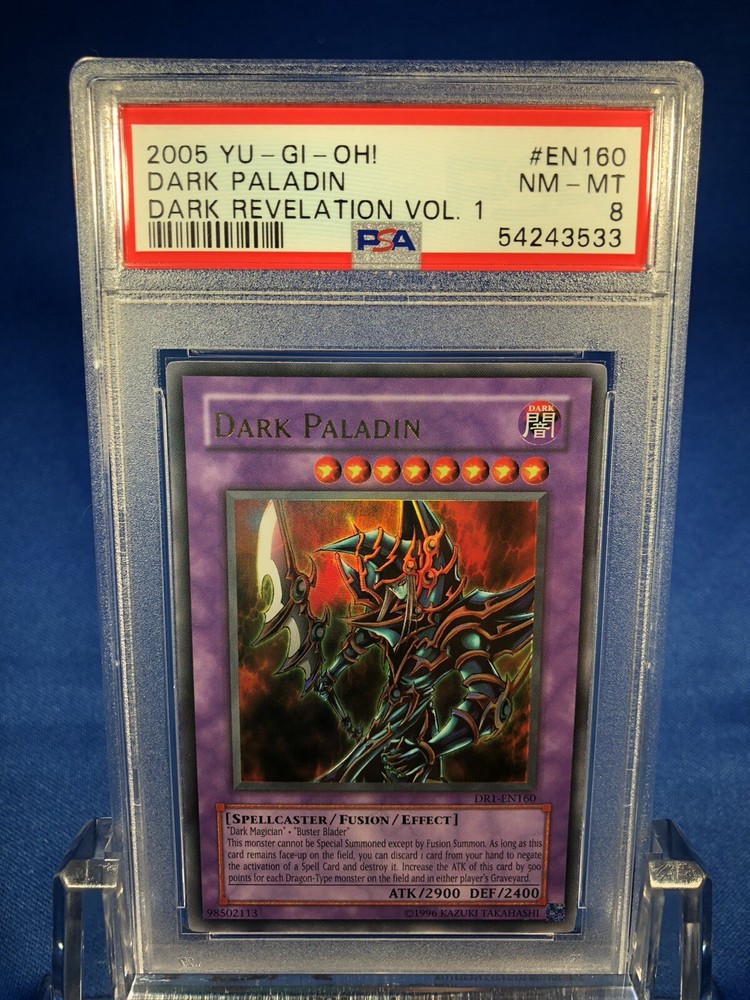 2005 YU-GI-OH! #EN160
DARK PALADIN NM-MT
DARK REVELATION VOL. 1 8
PSA 54243533
DARK PALADIN
DARK
闇
DR1-EN160
[SPELLCASTER/FUSION/EFFECT]
"Dark Magician" + "Buster Blader"
This monster cannot be Special Summoned except by Fusion Summon. As long as this
card remains face-up on the field, you can discard 1 card from your hand to negate
the activation of a Spell Card and destroy it. Increase the ATK of this card by 500
points for each Dragon-Type monster on the field and in either player's Graveyard.
ATK/2900 DEF/2400
98502113 ©1996 KAZUKI TAKAHASHI